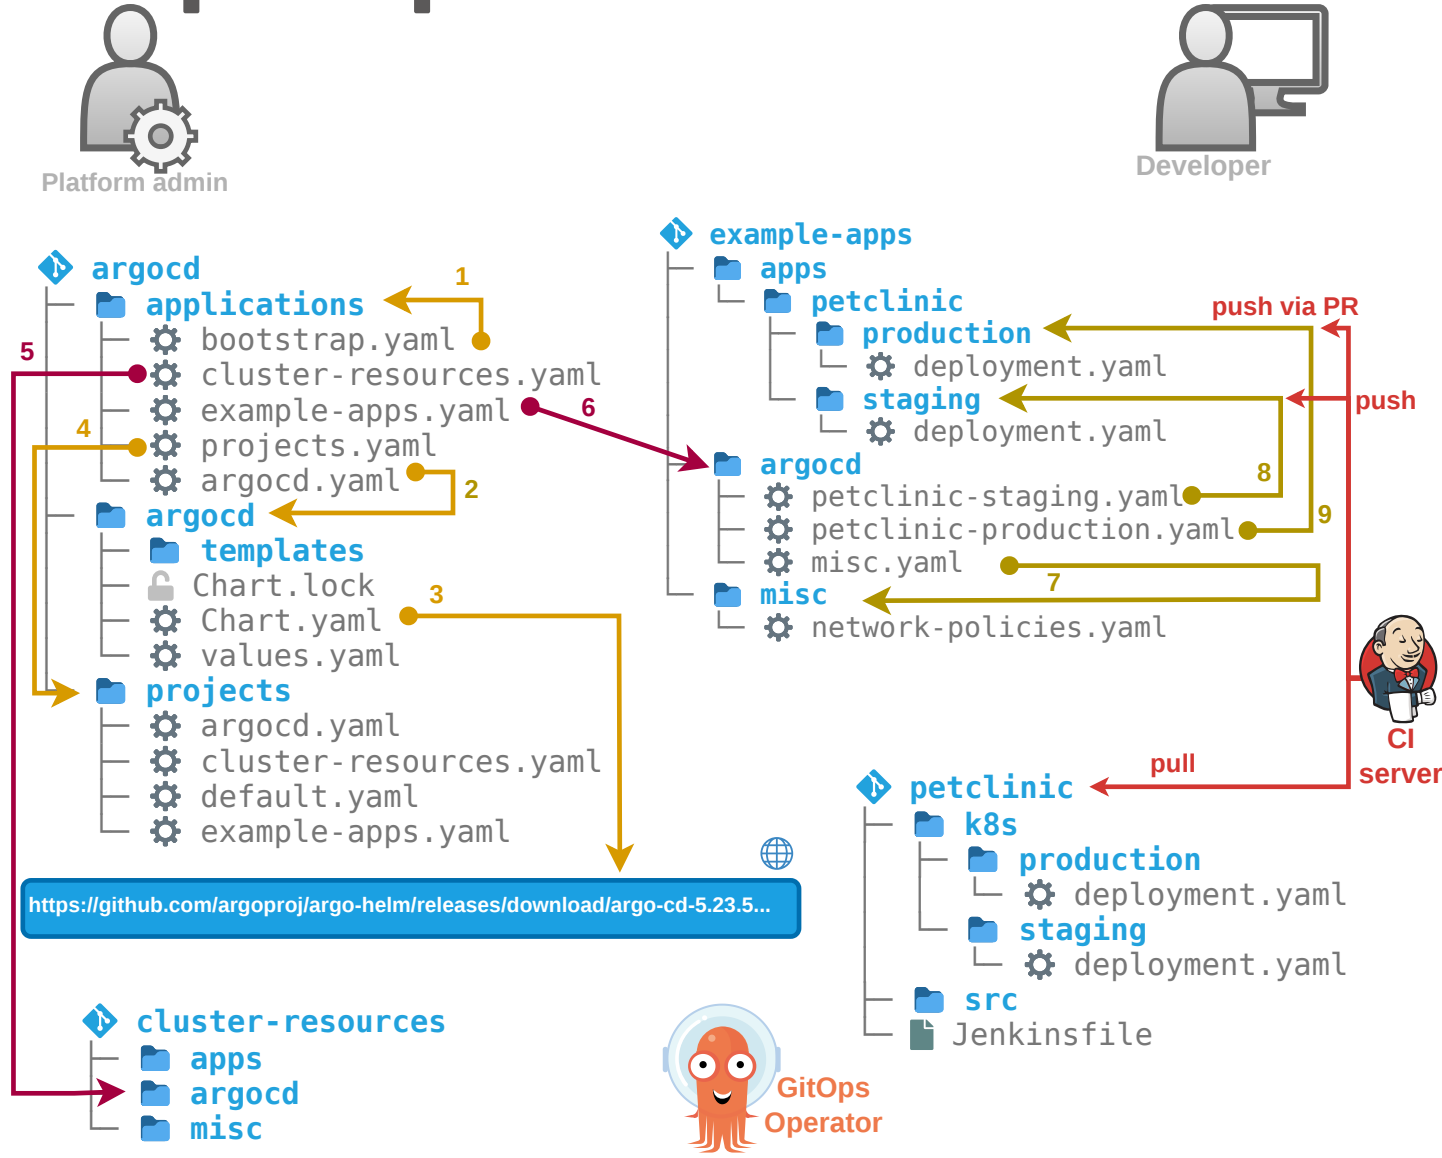 Platform admin
Developer
argocd
1
applications
bootstrap.yaml
5
cluster-resources.yaml
example-apps.yaml
6
4
projects.yaml
argocd.yaml
2
argocd
templates
Chart.lock
3
Chart.yaml
values.yaml
projects
argocd.yaml
cluster-resources.yaml
default.yaml
example-apps.yaml
https://github.com/argoproj/argo-helm/releases/download/argo-cd-5.23.5...
cluster-resources
apps
argocd
misc
example-apps
apps
petclinic
push via PR
production
deployment.yaml
staging
push
deployment.yaml
argocd
8
petclinic-staging.yaml
9
petclinic-production.yaml
misc.yaml
7
misc
network-policies.yaml
CI
server
pull
petclinic
k8s
production
deployment.yaml
staging
deployment.yaml
src
Jenkinsfile
GitOps
Operator